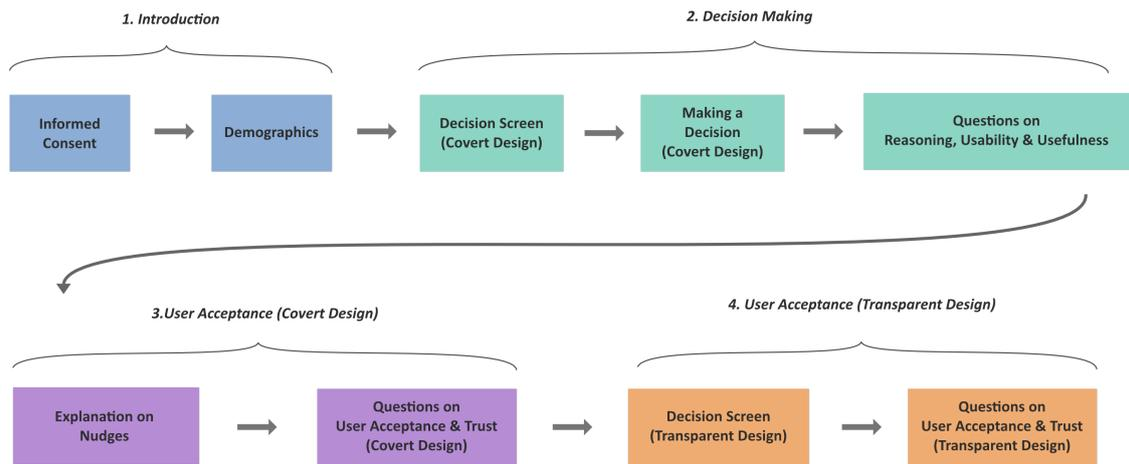 1. Introduction
2. Decision Making
Informed
Consent
Demographics
Decision Screen
(Covert Design)
Making a
Decision
(Covert Design)
Questions on
Reasoning, Usability & Usefulness
3.User Acceptance (Covert Design)
4. User Acceptance (Transparent Design)
Explanation on
Nudges
Questions on
User Acceptance & Trust
(Covert Design)
Decision Screen
(Transparent Design)
Questions on
User Acceptance & Trust
(Transparent Design)